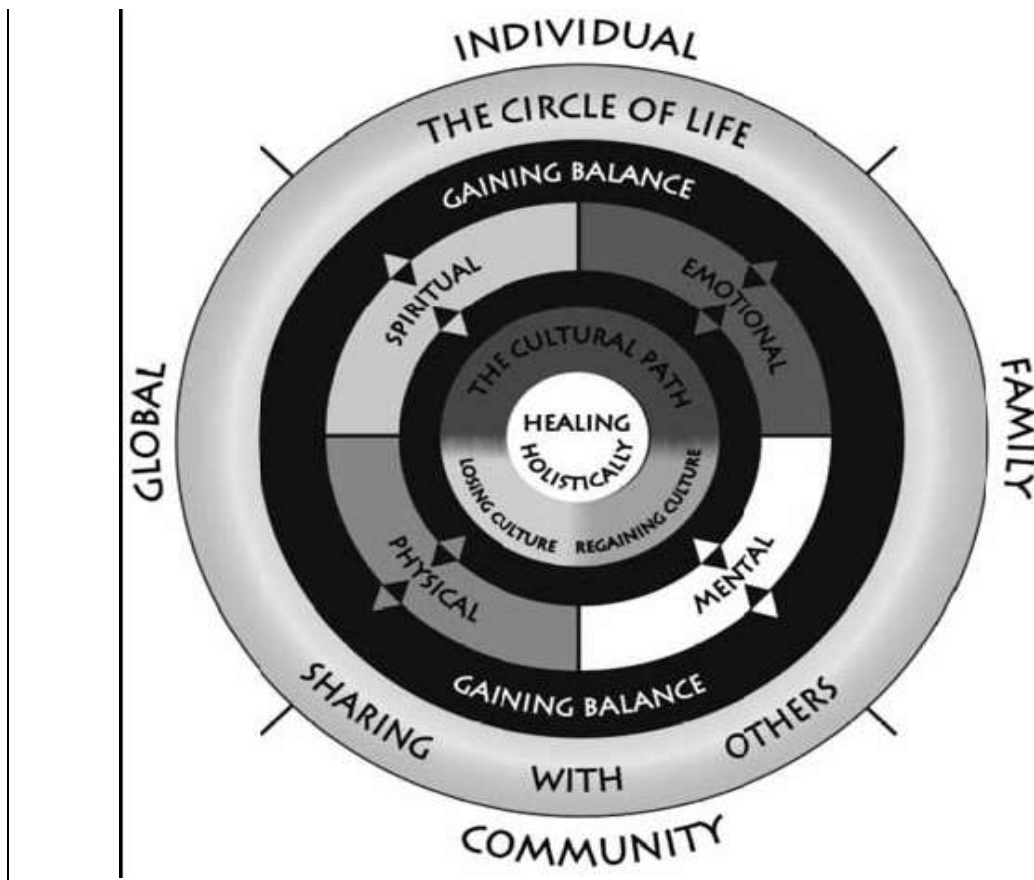 INDIVIDUAL
THE CIRCLE OF LIFE
GAINING BALANCE
SPIRITUAL
EMOTIONAL
THE CULTURAL PATH
GLOBAL
FAMILY
HEALING
HOLISTICALLY
LOSING CULTURE
REGAINING CULTURE
PHYSICAL
MENTAL
GAINING BALANCE
SHARING WITH OTHERS
COMMUNITY